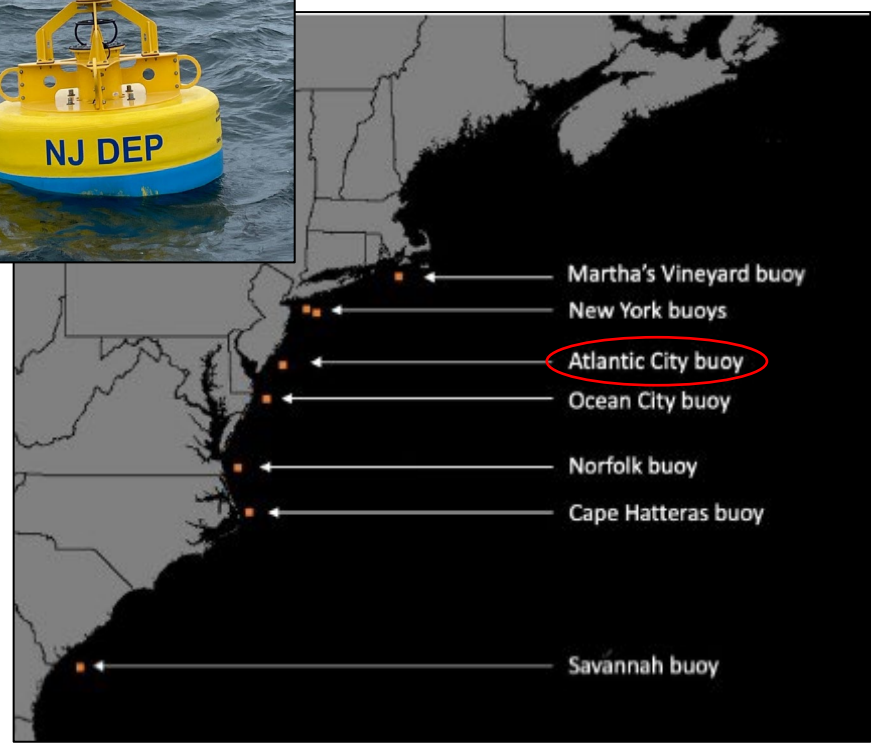 NJ DEP
Martha's Vineyard buoy
New York buoys
Atlantic City buoy
Ocean City buoy
Norfolk buoy
Cape Hatteras buoy
Savannah buoy